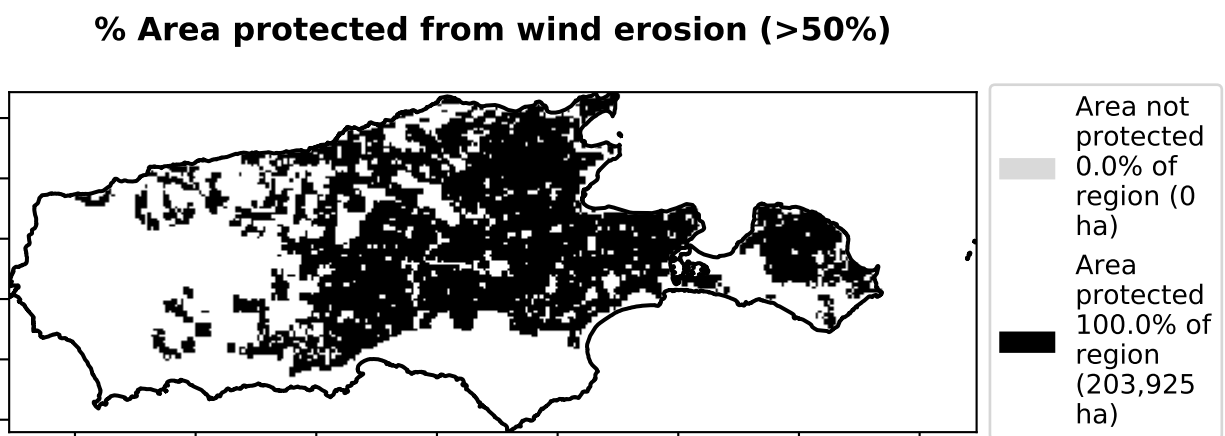 % Area protected from wind erosion (>50%)
Area not
protected
0.0% of
region (0
ha)
Area
protected
100.0% of
region
(203,925
ha)